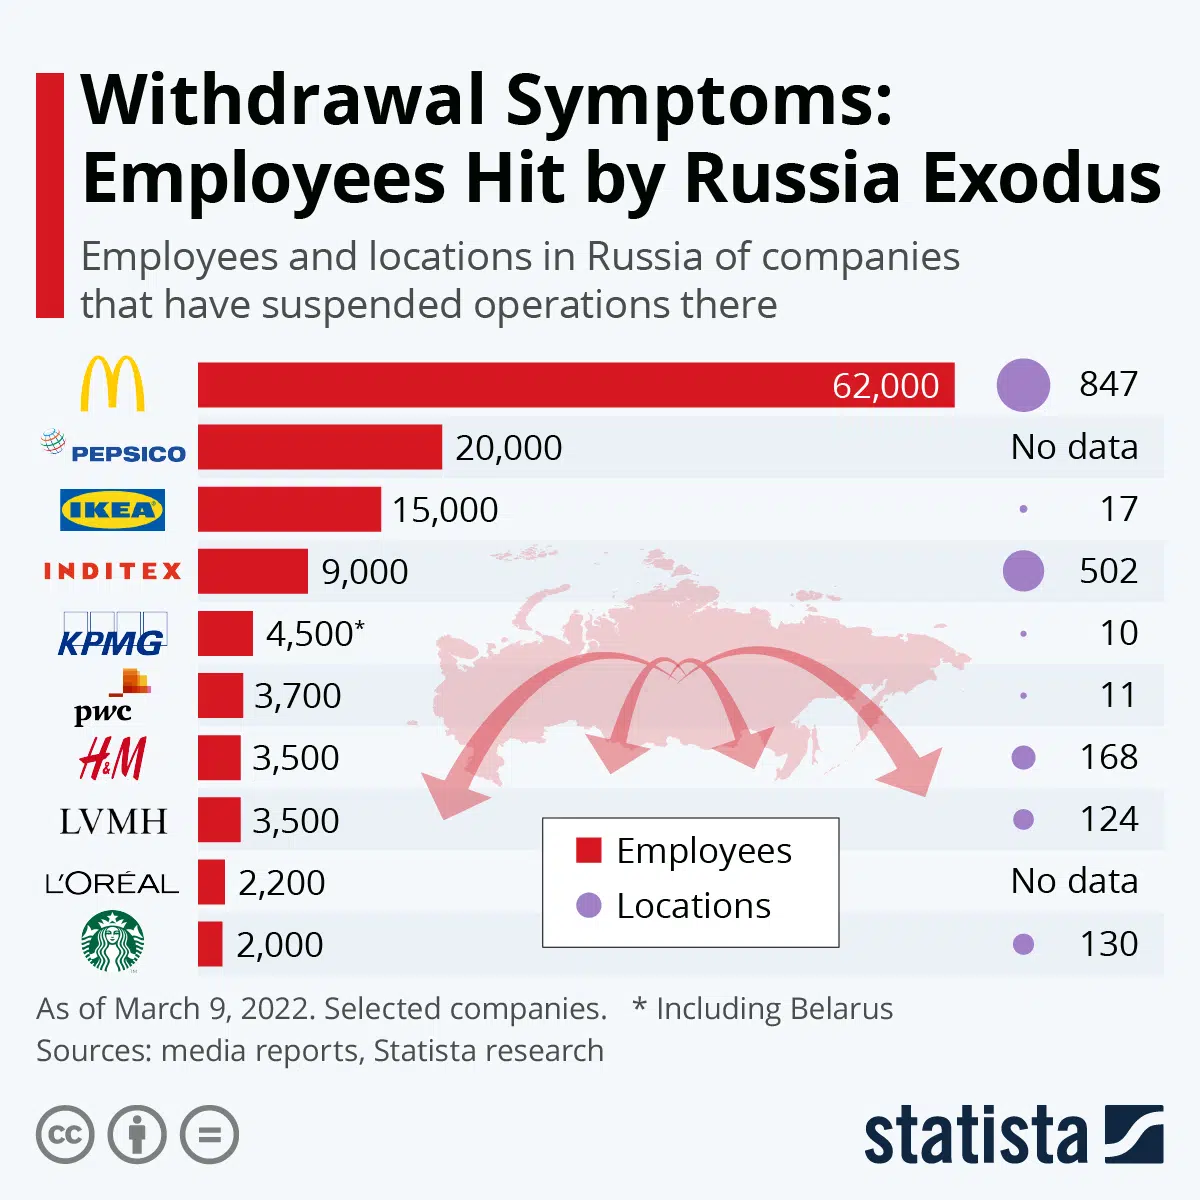 Withdrawal Symptoms:
Employees Hit by Russia Exodus
Employees and locations in Russia of companies
that have suspended operations there
62,000 847
PEPSICO 20,000 No data
IKEA 15,000 17
INDITEX 9,000 502
KPMG 4,500* 10
pwc 3,700 11
H&M 3,500 168
LVMH 3,500 124
L'ORÉAL 2,200 No data
2,000 130
Employees
Locations
As of March 9, 2022. Selected companies. * Including Belarus
Sources: media reports, Statista research
cc
statista